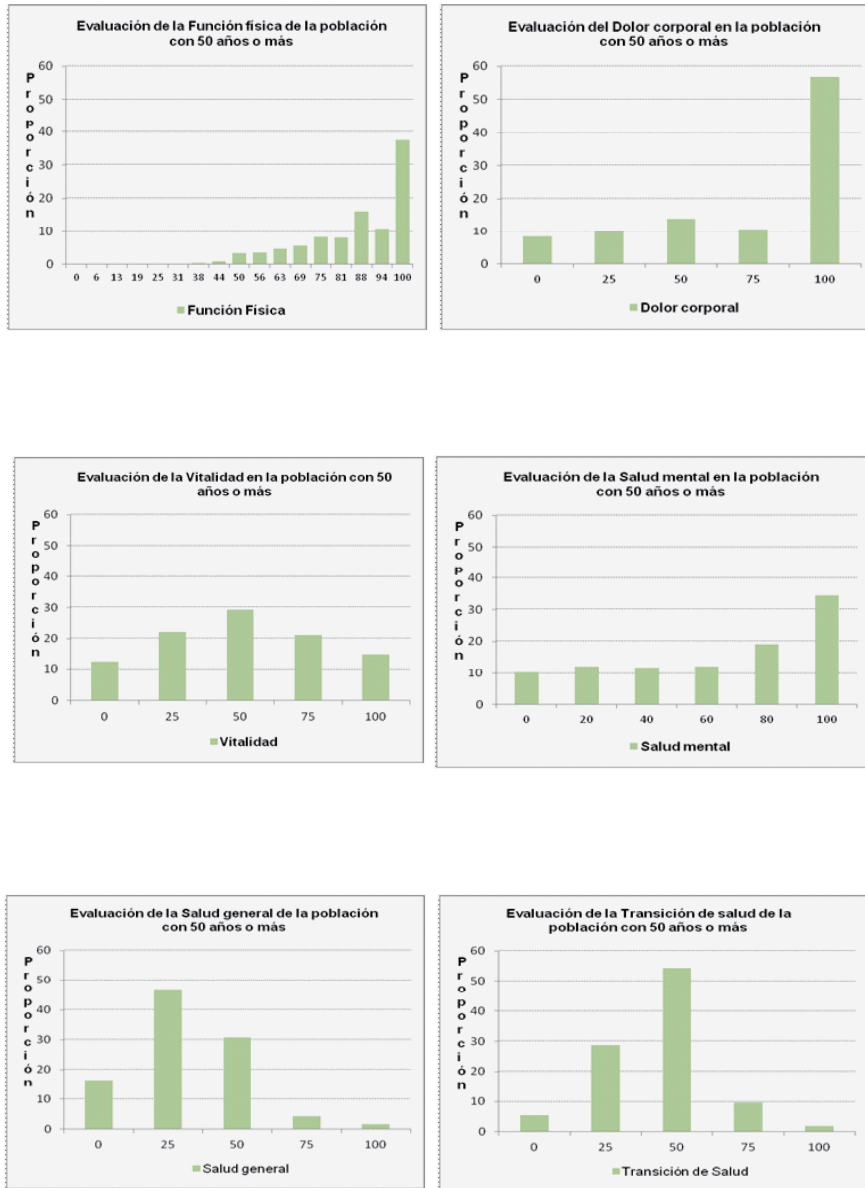 Evaluación de la Función física de la población
con 50 años o más
Proporción
60
50
40
30
20
10
0
0 6 13 19 25 31 38 44 50 56 63 69 75 81 88 94 100
Función Física
Evaluación del Dolor corporal en la población
con 50 años o más
Proporción
60
50
40
30
20
10
0
0 25 50 75 100
Dolor corporal
Evaluación de la Vitalidad en la población con 50
años o más
Proporción
60
50
40
30
20
10
0
0 25 50 75 100
Vitalidad
Evaluación de la Salud mental en la población
con 50 años o más
Proporción
60
50
40
30
20
10
0
0 20 40 60 80 100
Salud mental
Evaluación de la Salud general de la población
con 50 años o más
Proporción
60
50
40
30
20
10
0
0 25 50 75 100
Salud general
Evaluación de la Transición de salud de la
población con 50 años o más
Proporción
60
50
40
30
20
10
0
0 25 50 75 100
Transición de Salud